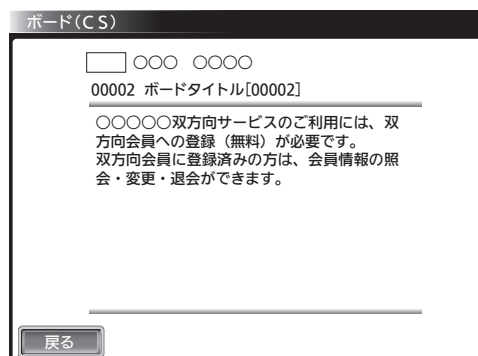 ボード(CS)
○○○ ○○○○
00002 ボードタイトル[00002]
○○○○○双方向サービスのご利用には、双
方向会員への登録（無料）が必要です。
双方向会員に登録済みの方は、会員情報の照
会・変更・退会ができます。
戻る